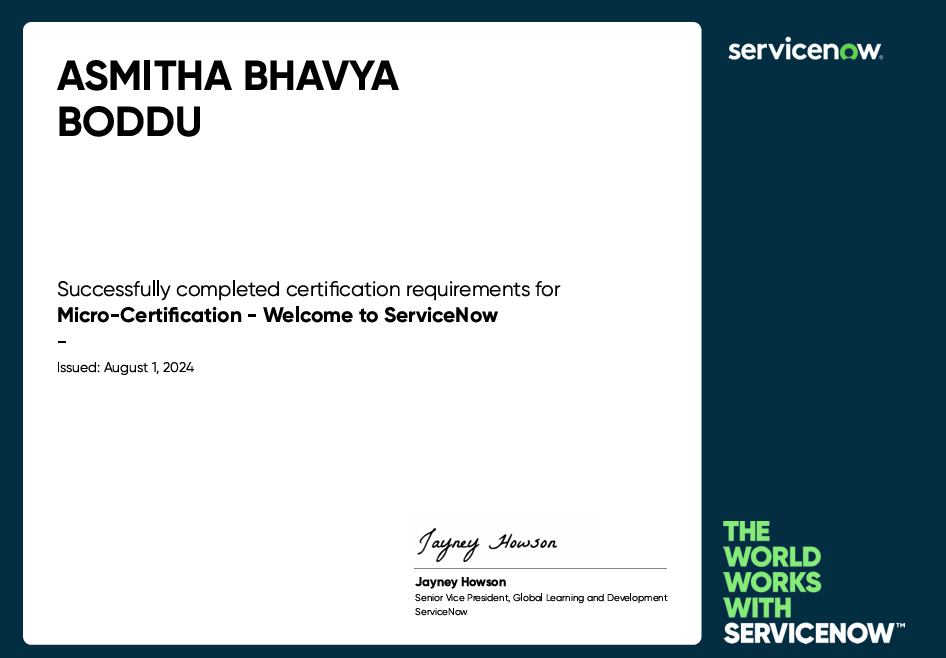 ASMITHA BHAVYA
BODDU
Successfully completed certification requirements for
Micro-Certification - Welcome to ServiceNow
-
Issued: August 1, 2024
Jayney Howson
Jayney Howson
Senior Vice President, Global Learning and Development
ServiceNow
servicenow®
THE
WORLD
WORKS
WITH
SERVICENOW™